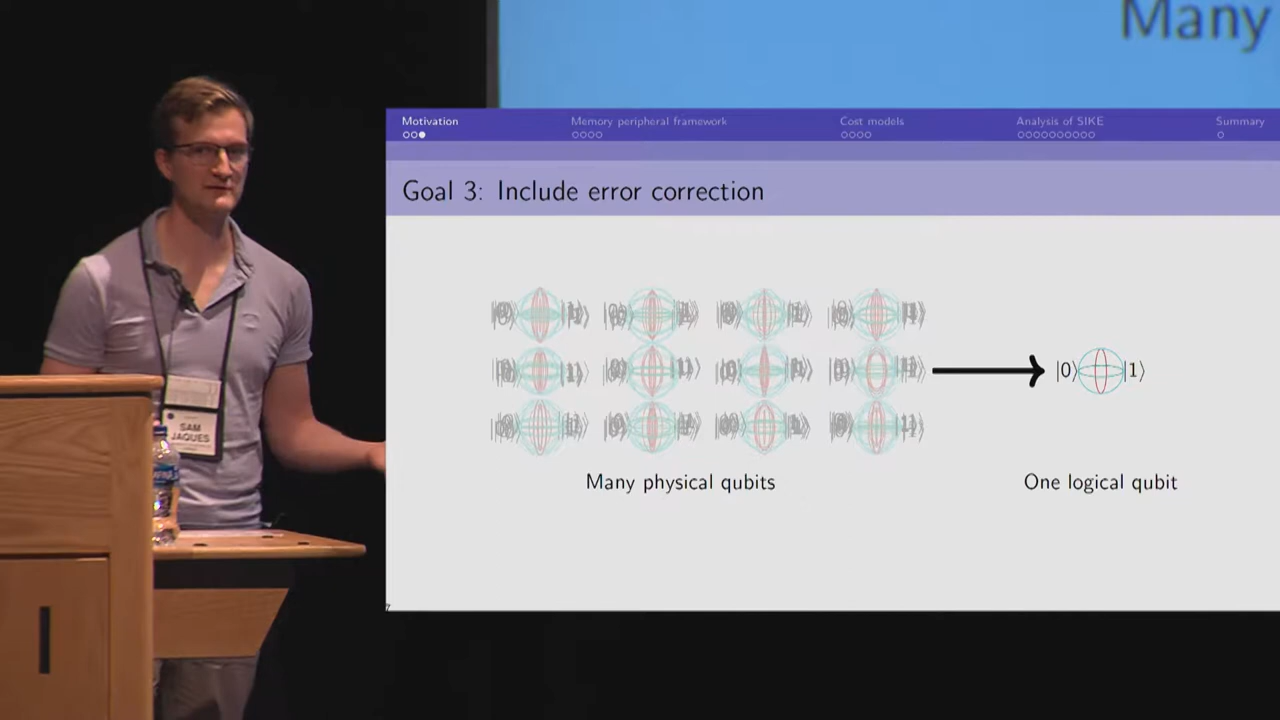 Many
Motivation Memory peripheral framework Cost models Analysis of SIKE Summary
Goal 3: Include error correction
|0⟩ |1⟩
Many physical qubits One logical qubit
SAM
JAQUES